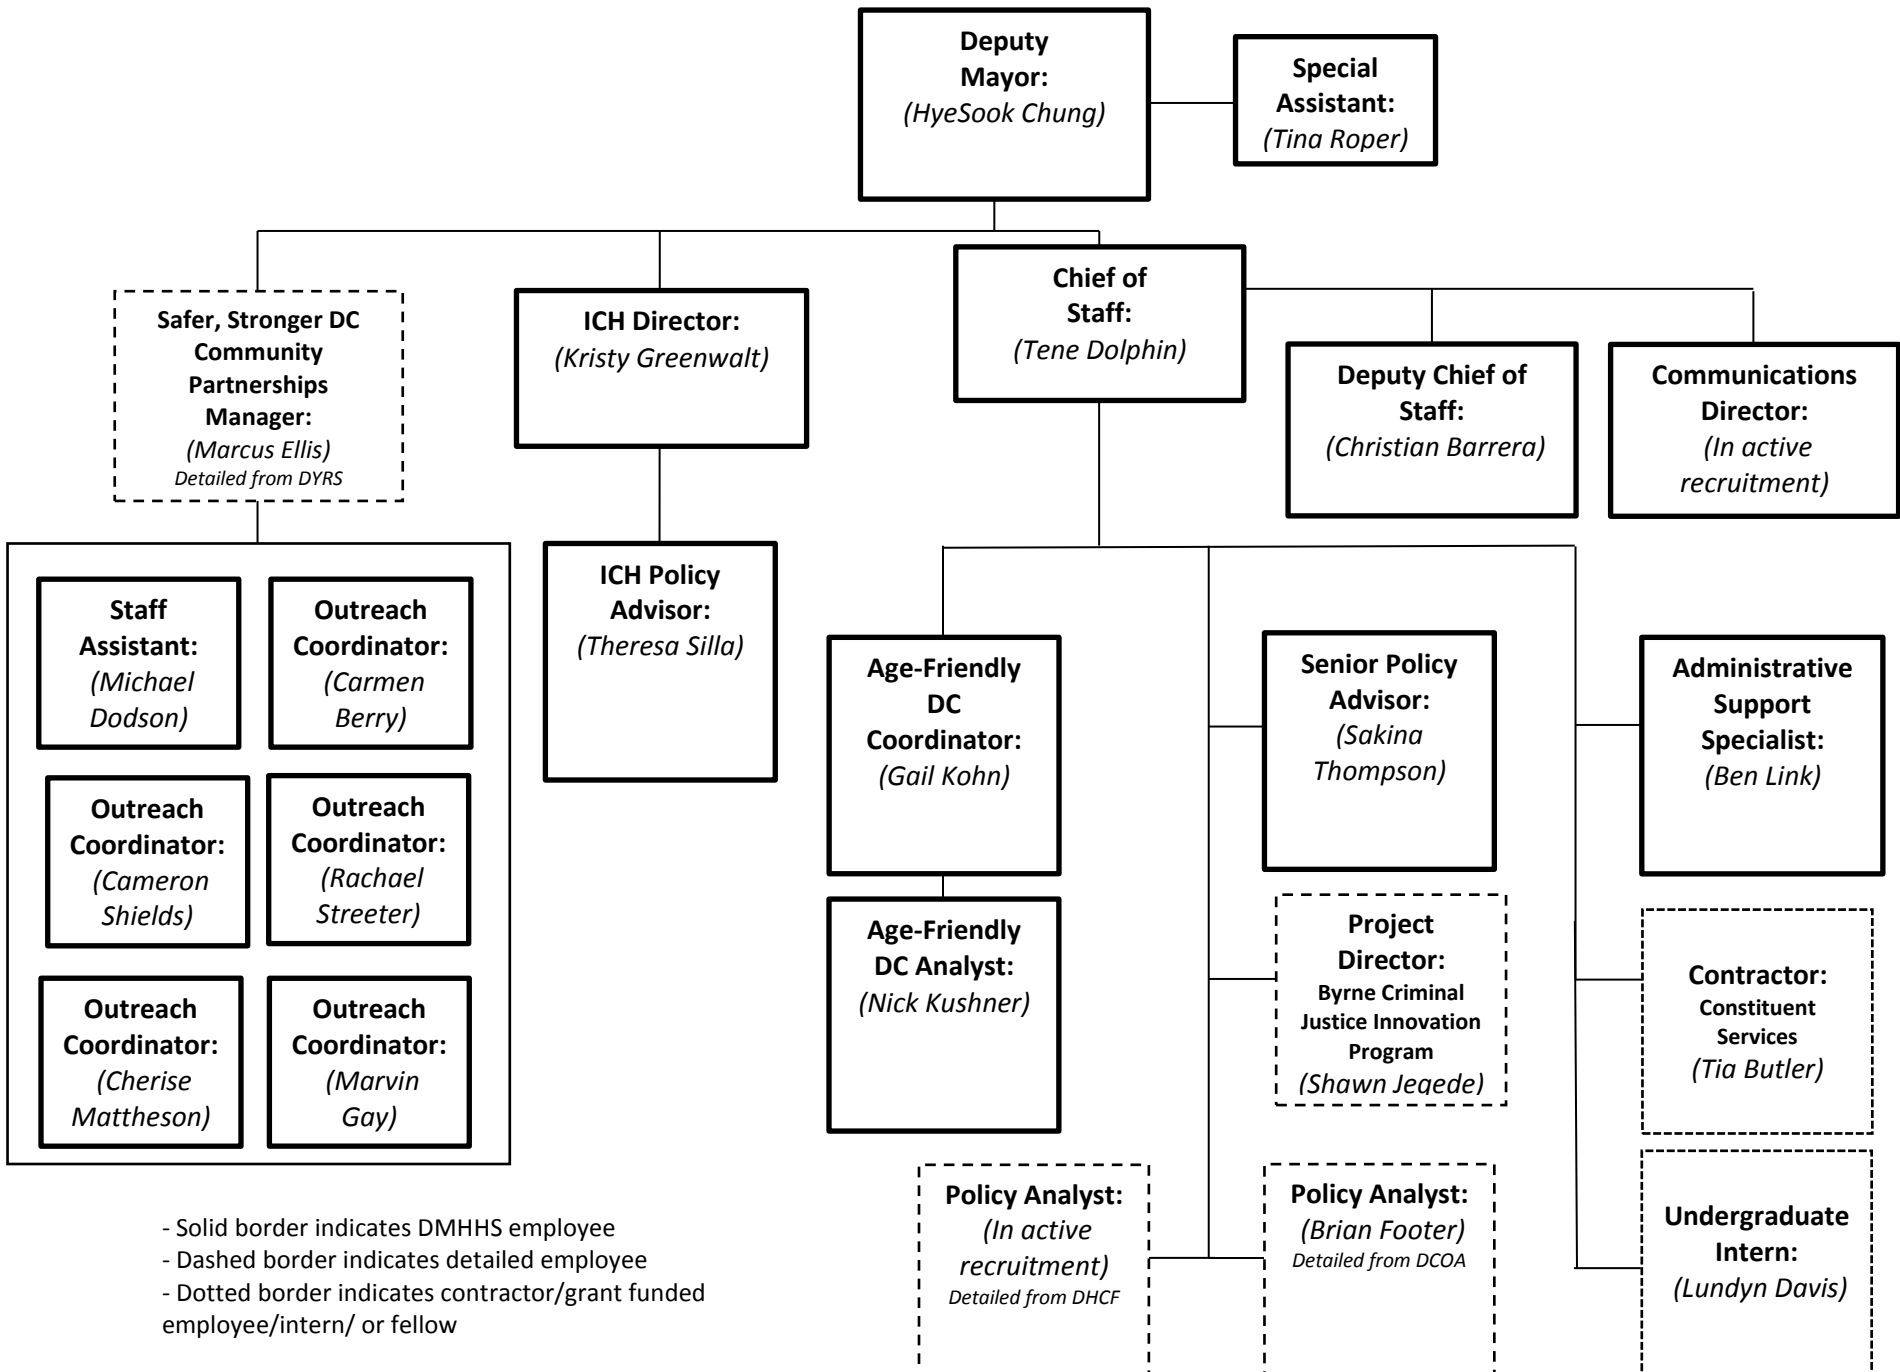 Deputy
Mayor:
(HyeSook Chung)
Special
Assistant:
(Tina Roper)
Safer, Stronger DC
Community
Partnerships
Manager:
(Marcus Ellis)
Detailed from DYRS
ICH Director:
(Kristy Greenwalt)
Chief of
Staff:
(Tene Dolphin)
Deputy Chief of
Staff:
(Christian Barrera)
Communications
Director:
(In active
recruitment)
Staff
Assistant:
(Michael
Dodson)
Outreach
Coordinator:
(Carmen
Berry)
Outreach
Coordinator:
(Cameron
Shields)
Outreach
Coordinator:
(Rachael
Streeter)
Outreach
Coordinator:
(Cherise
Mattheson)
Outreach
Coordinator:
(Marvin
Gay)
ICH Policy
Advisor:
(Theresa Silla)
Age-Friendly
DC
Coordinator:
(Gail Kohn)
Age-Friendly
DC Analyst:
(Nick Kushner)
Senior Policy
Advisor:
(Sakina
Thompson)
Project
Director:
Byrne Criminal
Justice Innovation
Program
(Shawn Jegede)
Policy Analyst:
(In active
recruitment)
Detailed from DHCF
Policy Analyst:
(Brian Footer)
Detailed from DCOA
Administrative
Support
Specialist:
(Ben Link)
Contractor:
Constituent
Services
(Tia Butler)
Undergraduate
Intern:
(Lundyn Davis)
- Solid border indicates DMHHS employee
- Dashed border indicates detailed employee
- Dotted border indicates contractor/grant funded
employee/intern/ or fellow